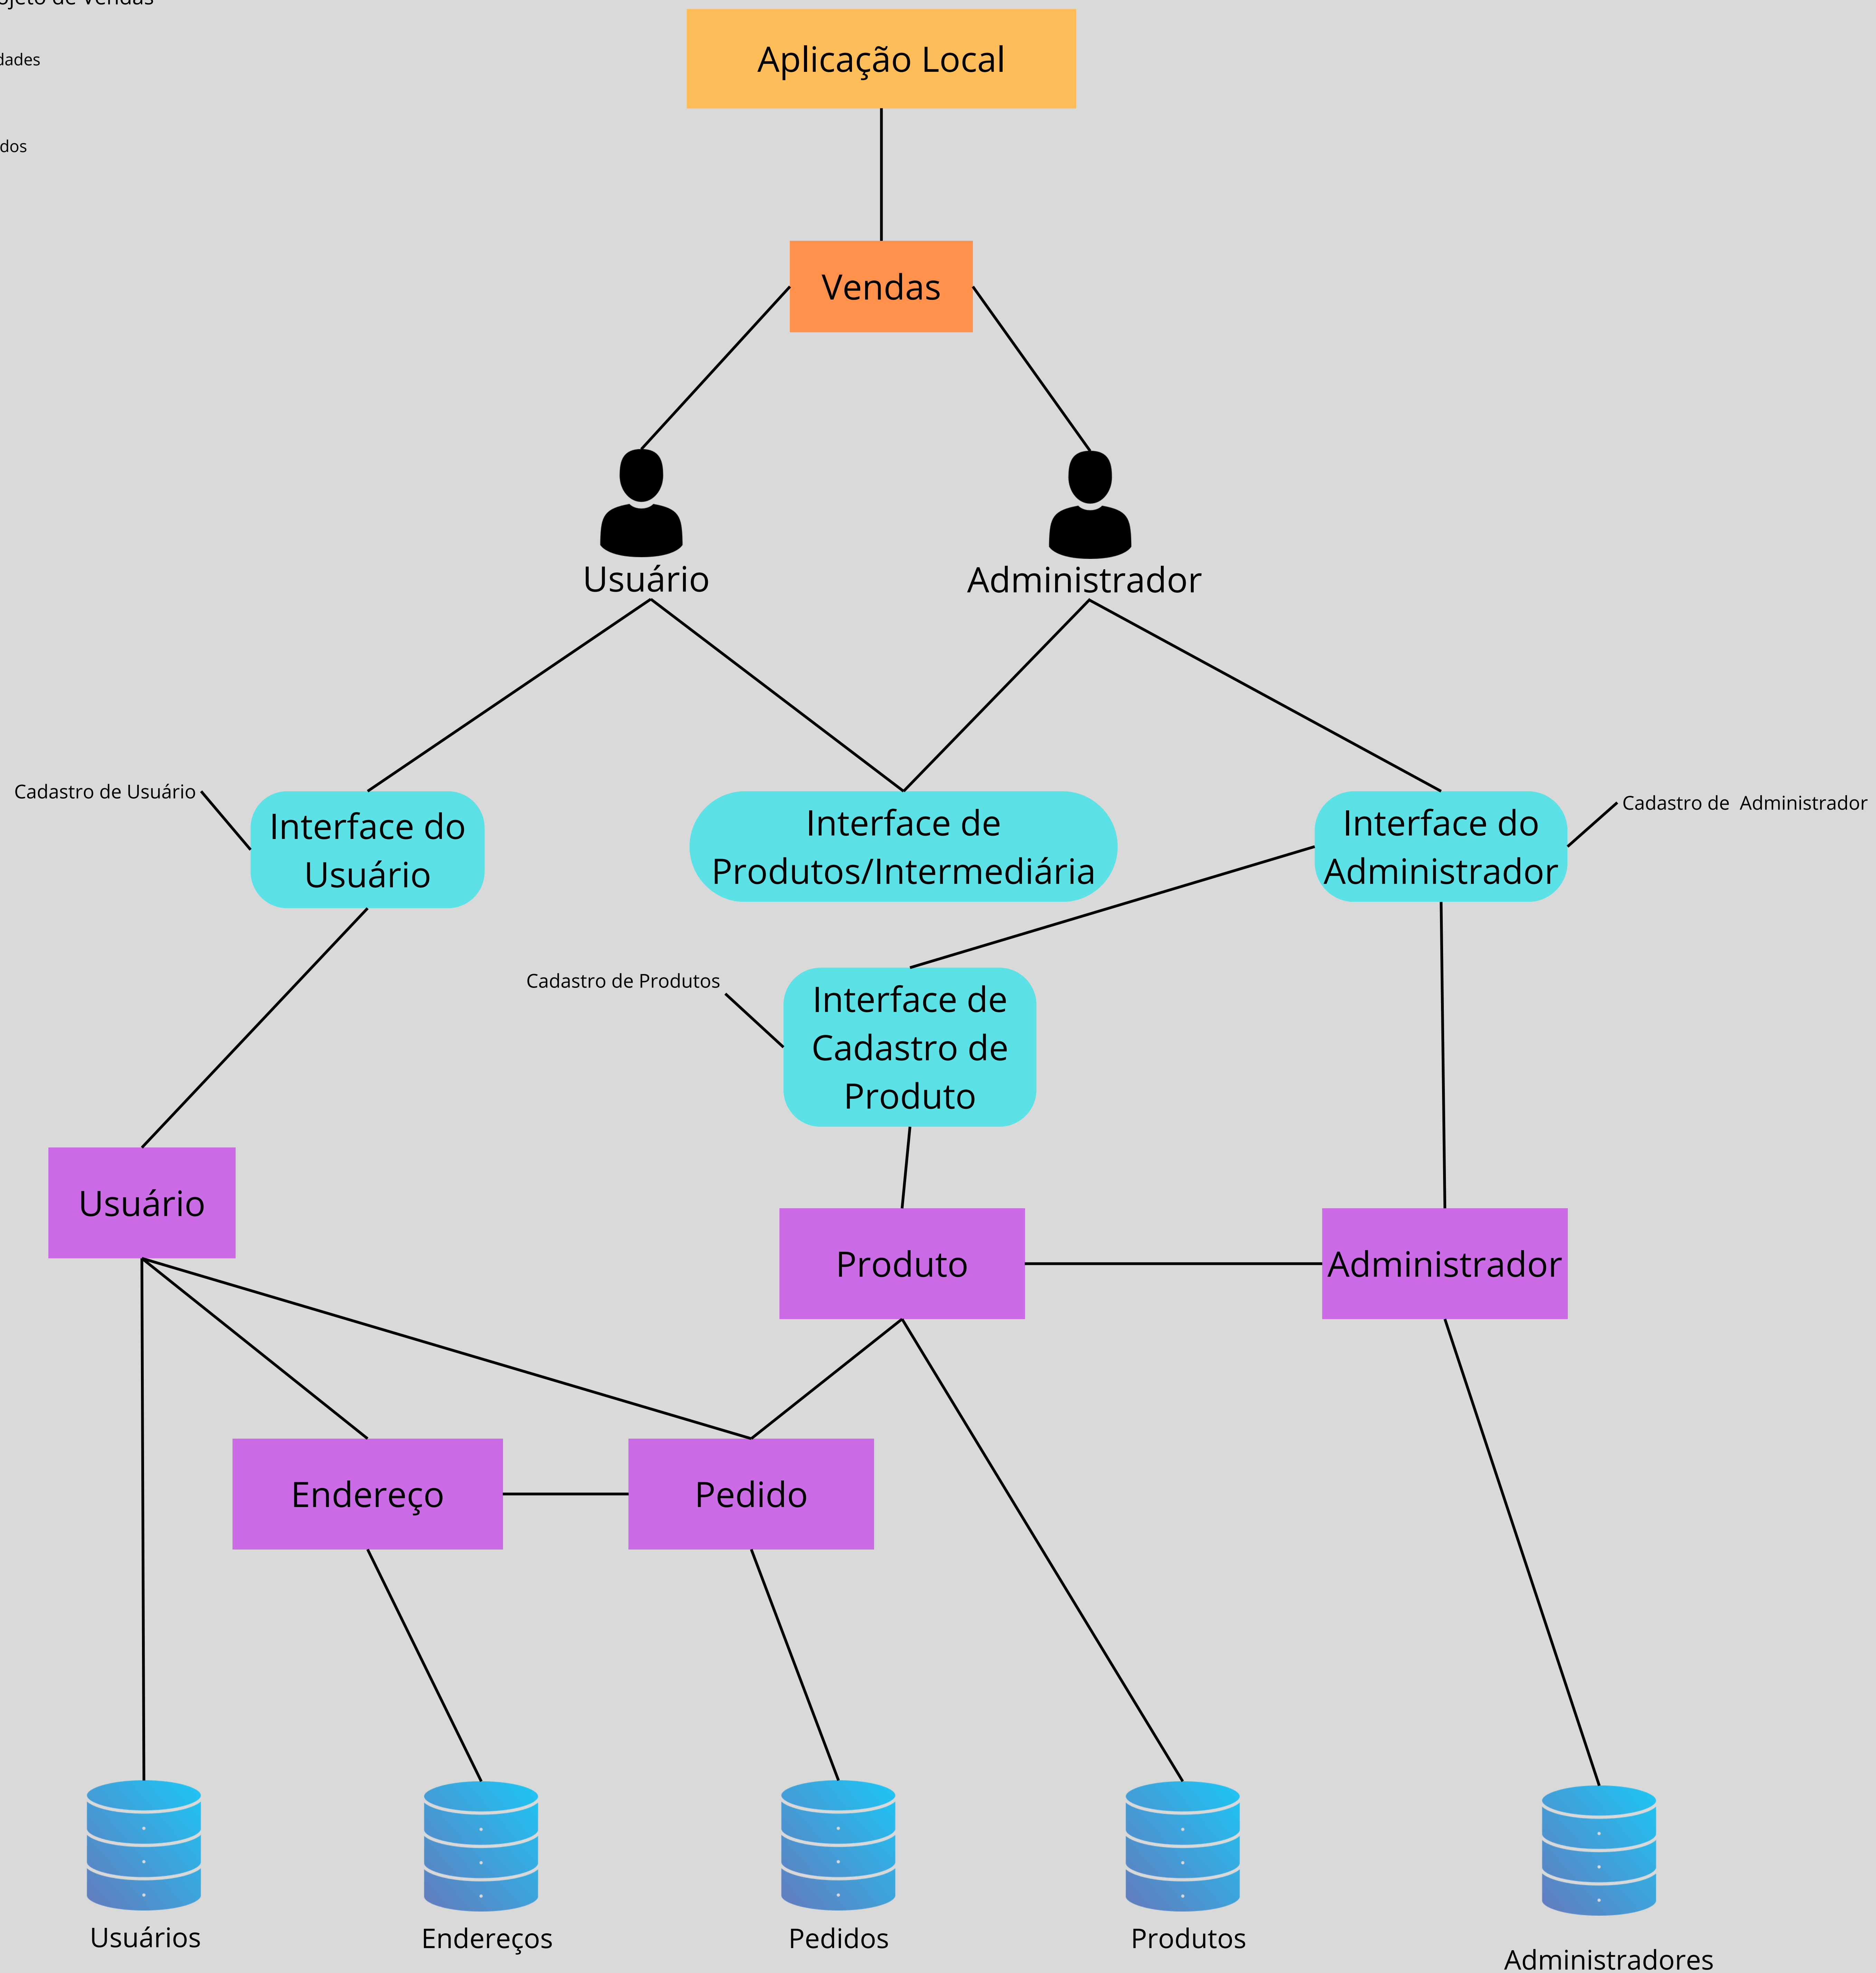 de Vendas
Aplicação Local
Vendas
Usuário
Administrador
Cadastro de Usuário
Interface do
Usuário
Interface de
Produtos/Intermediária
Interface do
Administrador
Cadastro de  Administrador
Cadastro de Produtos
Interface de
Cadastro de
Produto
Usuário
Produto
Administrador
Endereço
Pedido
Usuários
Endereços
Pedidos
Produtos
Administradores